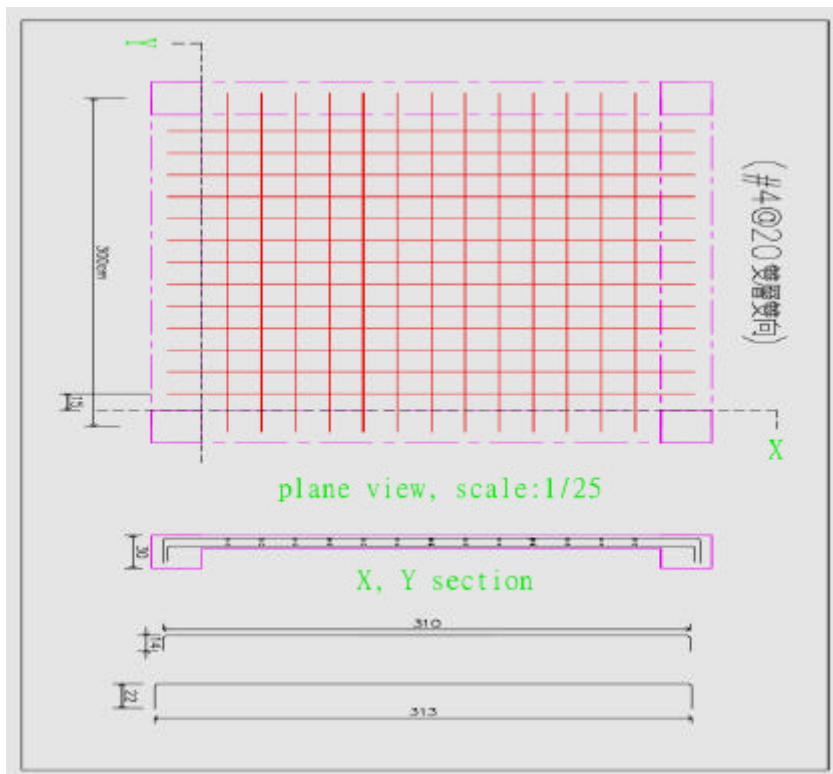 Y
(#4@20雙層雙向)
300cm
15
X
plane view, scale:1/25
30
X, Y section
310
14
22
313